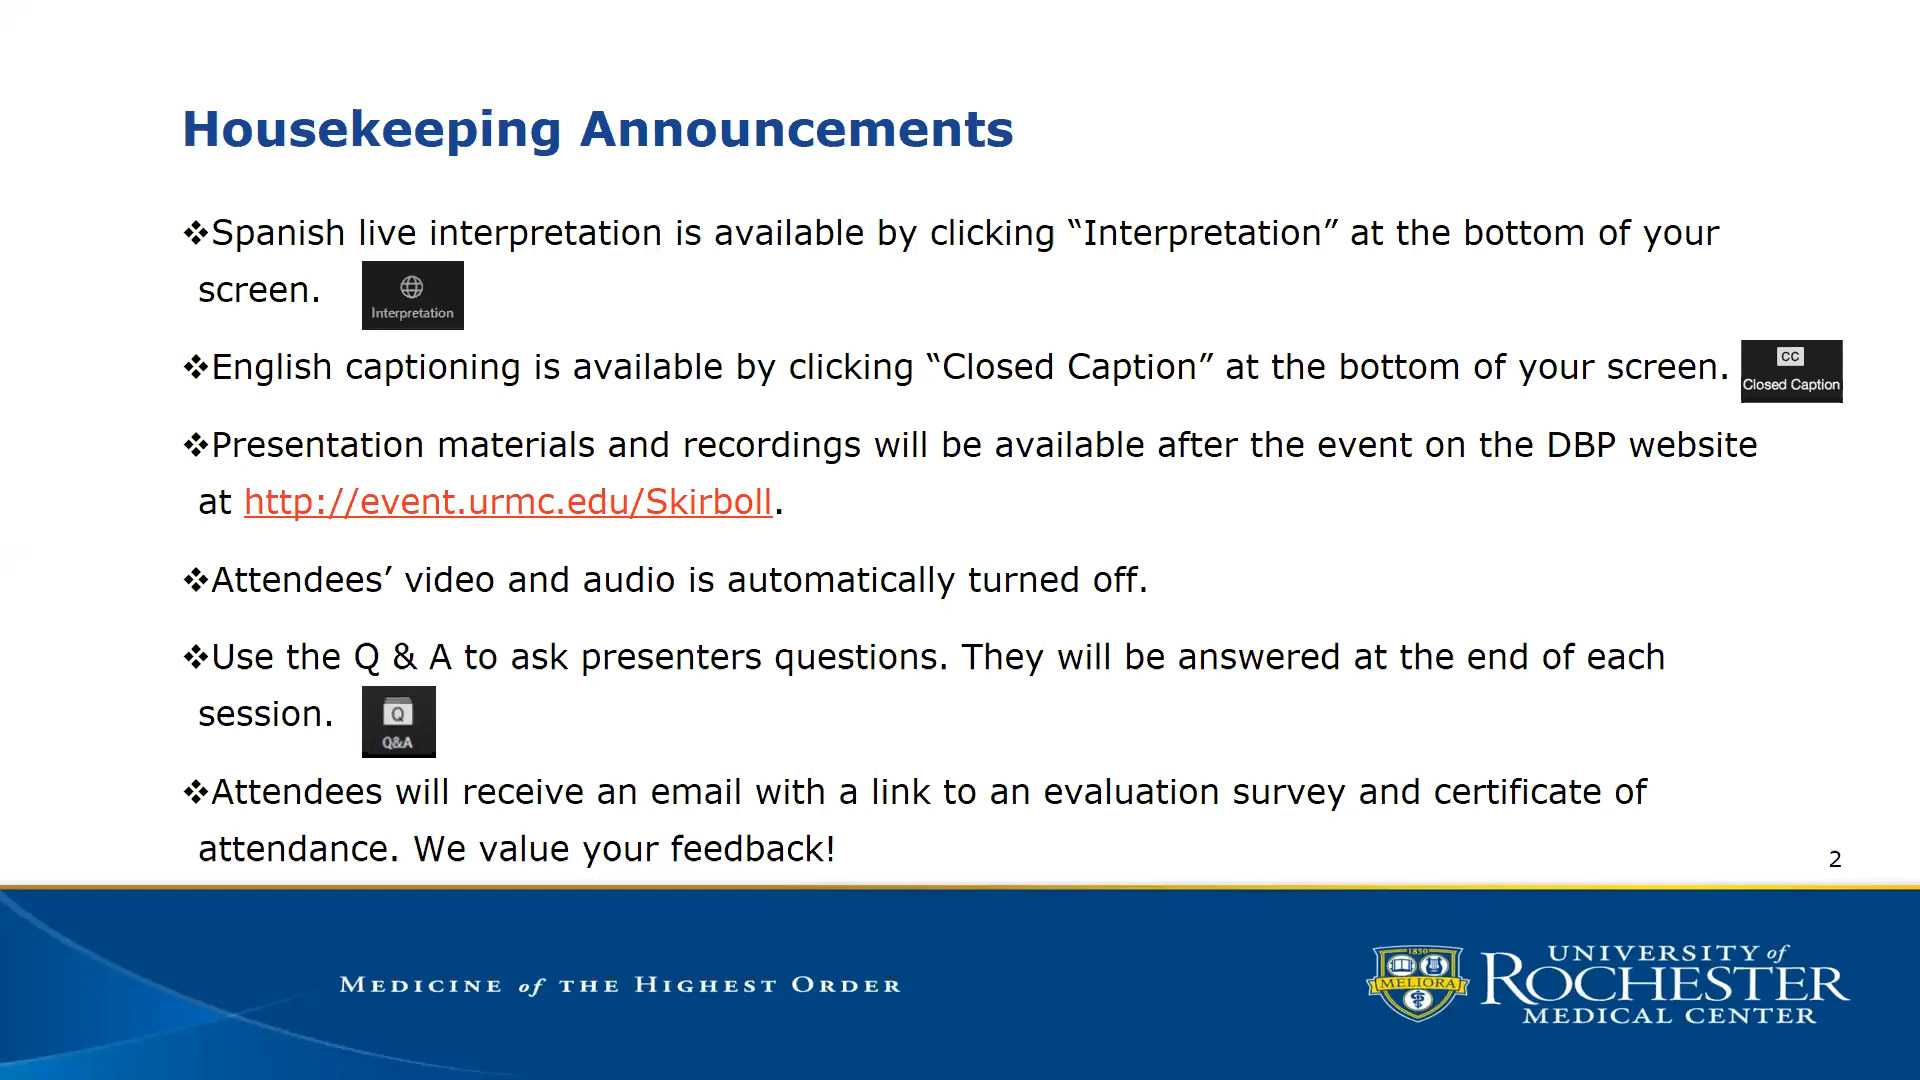 Housekeeping Announcements
❖Spanish live interpretation is available by clicking “Interpretation” at the bottom of your
screen.
Interpretation
❖English captioning is available by clicking “Closed Caption” at the bottom of your screen.
CC
Closed Caption
❖Presentation materials and recordings will be available after the event on the DBP website
at http://event.urmc.edu/Skirboll.
❖Attendees’ video and audio is automatically turned off.
❖Use the Q & A to ask presenters questions. They will be answered at the end of each
session.
Q
Q&A
❖Attendees will receive an email with a link to an evaluation survey and certificate of
attendance. We value your feedback!
2
MEDICINE of THE HIGHEST ORDER
1850
MELIORA
UNIVERSITY of
ROCHESTER
MEDICAL CENTER